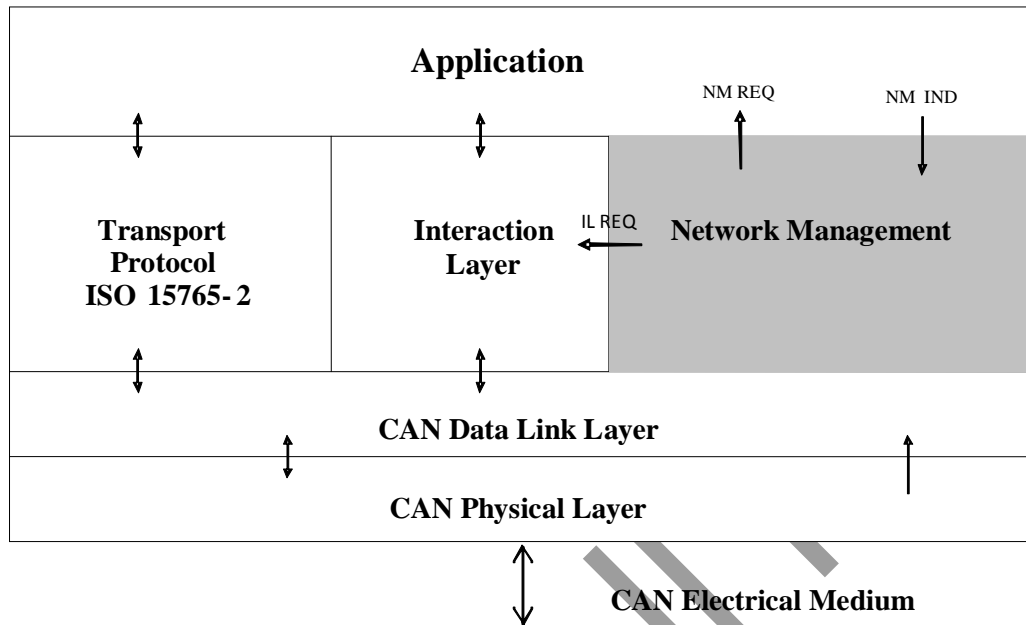 Application
NM REQ
NM IND
Transport
Protocol
ISO 15765-2
Interaction
Layer
IL REQ
Network Management
CAN Data Link Layer
CAN Physical Layer
CAN Electrical Medium